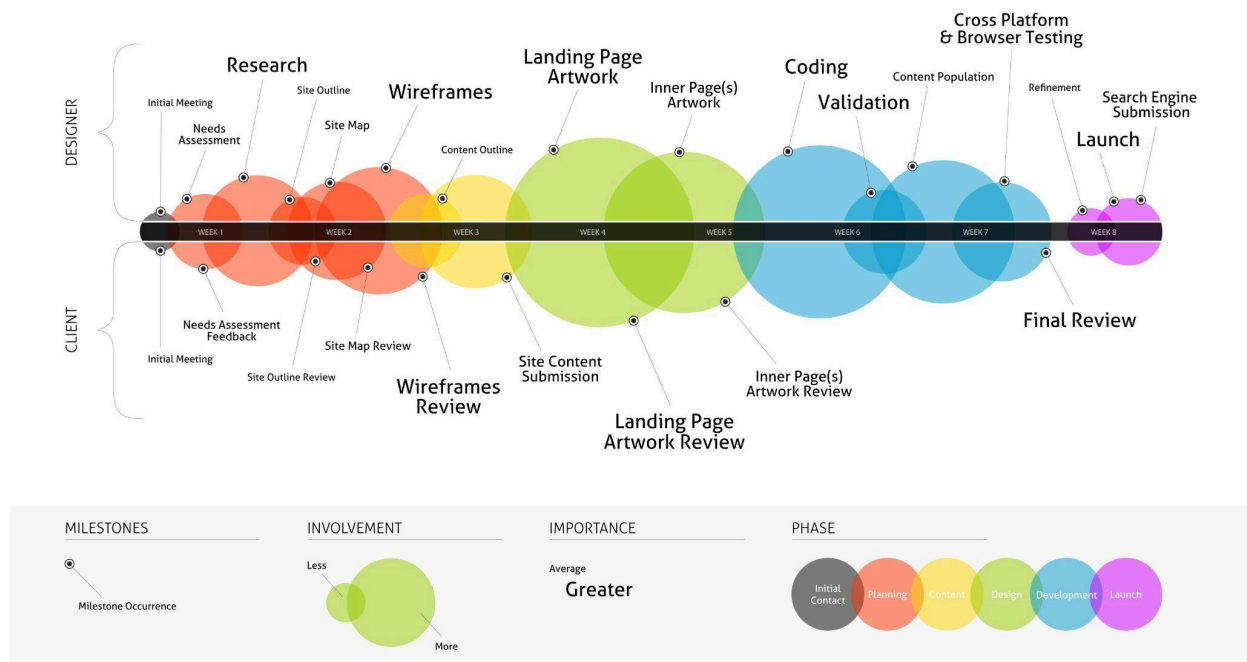 DESIGNER
Initial Meeting
Needs
Assessment
Research
Site Outline
Site Map
Wireframes
Content Outline
Landing Page
Artwork
Inner Page(s)
Artwork
Coding
Validation
Content Population
Cross Platform
& Browser Testing
Refinement
Launch
Search Engine
Submission
WEEK 1
WEEK 2
WEEK 3
WEEK 4
WEEK 5
WEEK 6
WEEK 7
WEEK 8
CLIENT
Initial Meeting
Needs Assessment
Feedback
Site Outline Review
Site Map Review
Wireframes
Review
Site Content
Submission
Landing Page
Artwork Review
Inner Page(s)
Artwork Review
Final Review
MILESTONES
Milestone Occurrence
INVOLVEMENT
Less
More
IMPORTANCE
Average
Greater
PHASE
Initial
Contact
Planning
Content
Design
Development
Launch